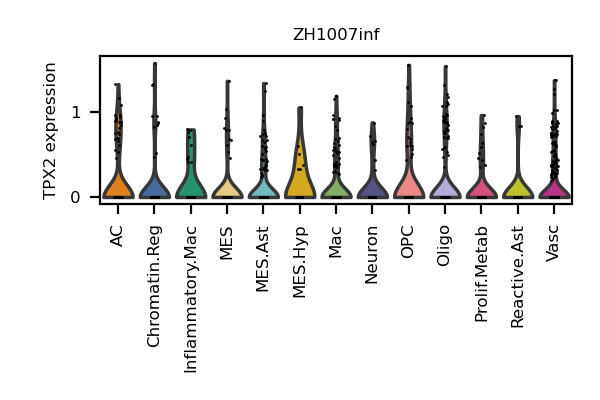 ZH1007inf
TPX2 expression
1
0
AC
Chromatin.Reg
Inflammatory.Mac
MES
MES.Ast
MES.Hyp
Mac
Neuron
OPC
Oligo
Prolif.Metab
Reactive.Ast
Vasc